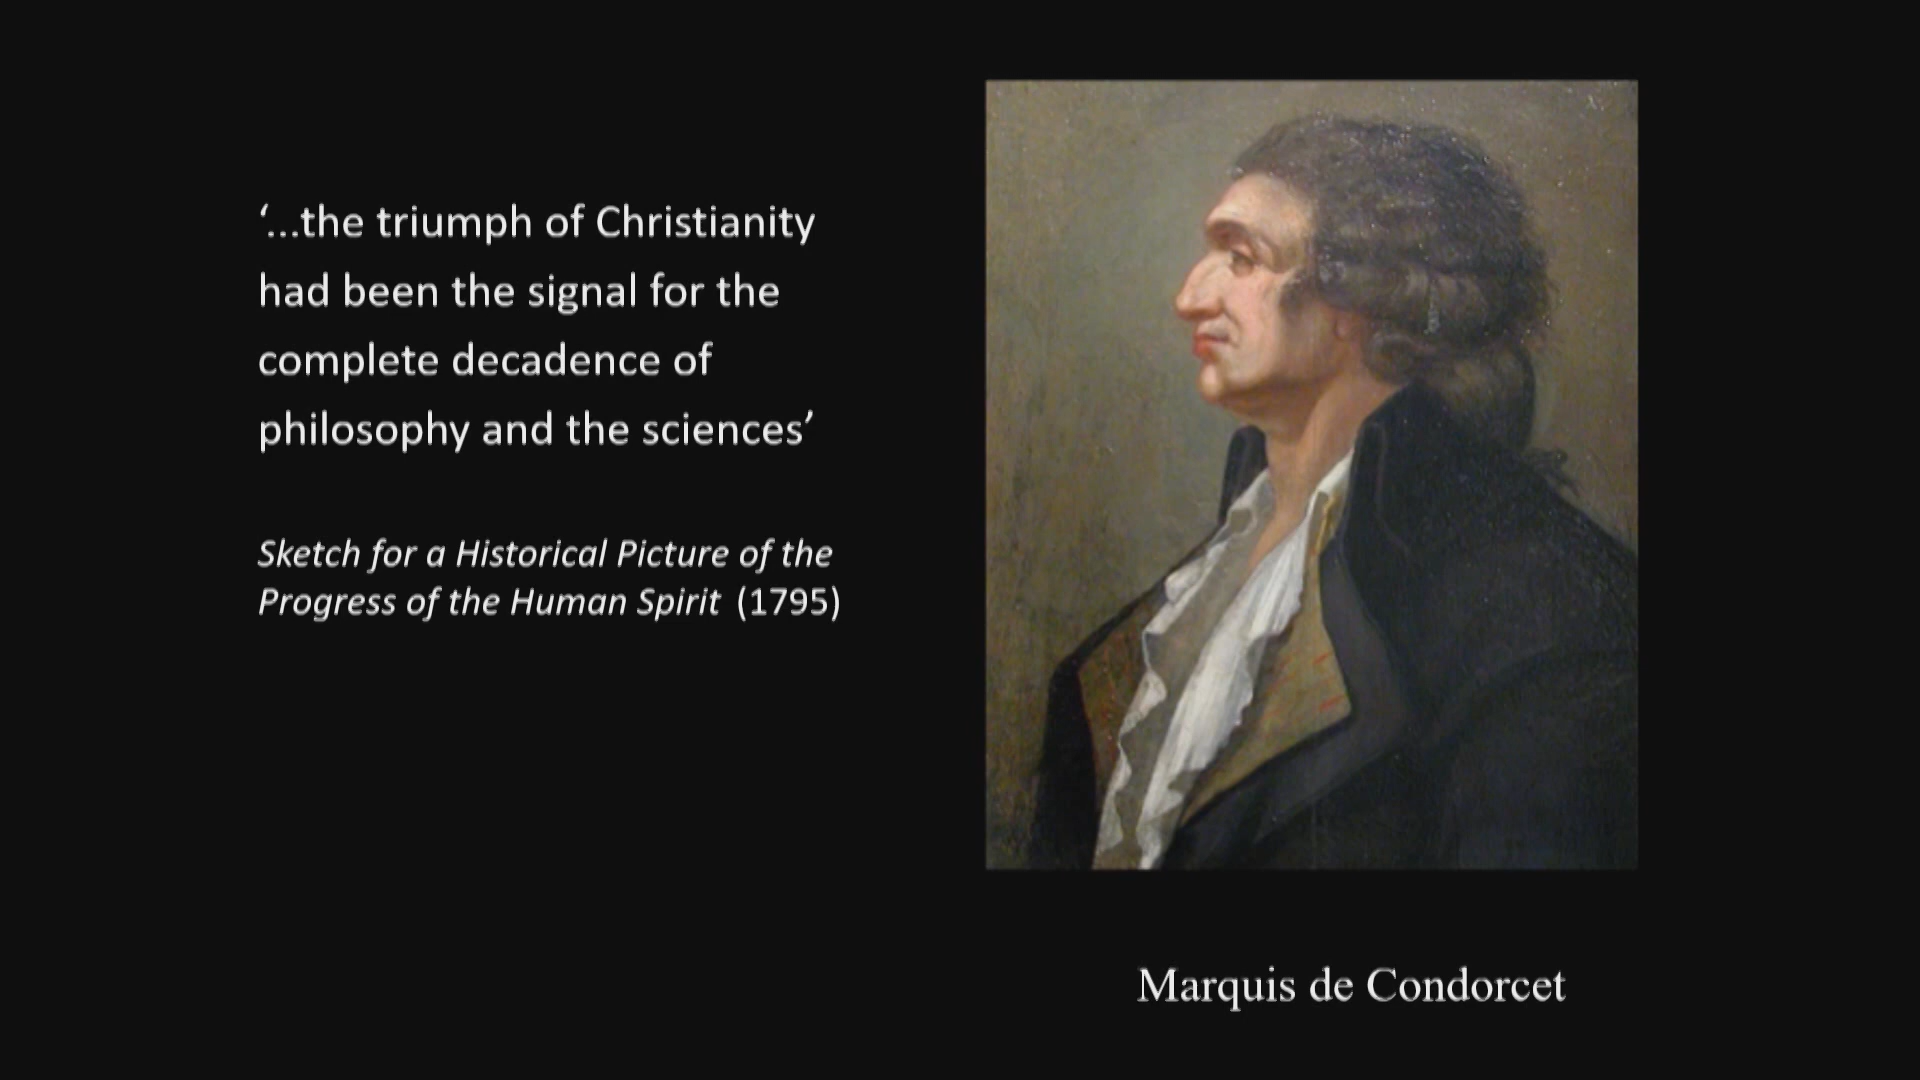 ‘...the triumph of Christianity
had been the signal for the
complete decadence of
philosophy and the sciences’
Sketch for a Historical Picture of the
Progress of the Human Spirit (1795)
Marquis de Condorcet